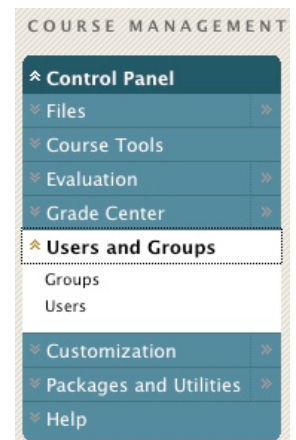 COURSE MANAGEMENT
Control Panel
Files
Course Tools
Evaluation
Grade Center
Users and Groups
Groups
Users
Customization
Packages and Utilities
Help